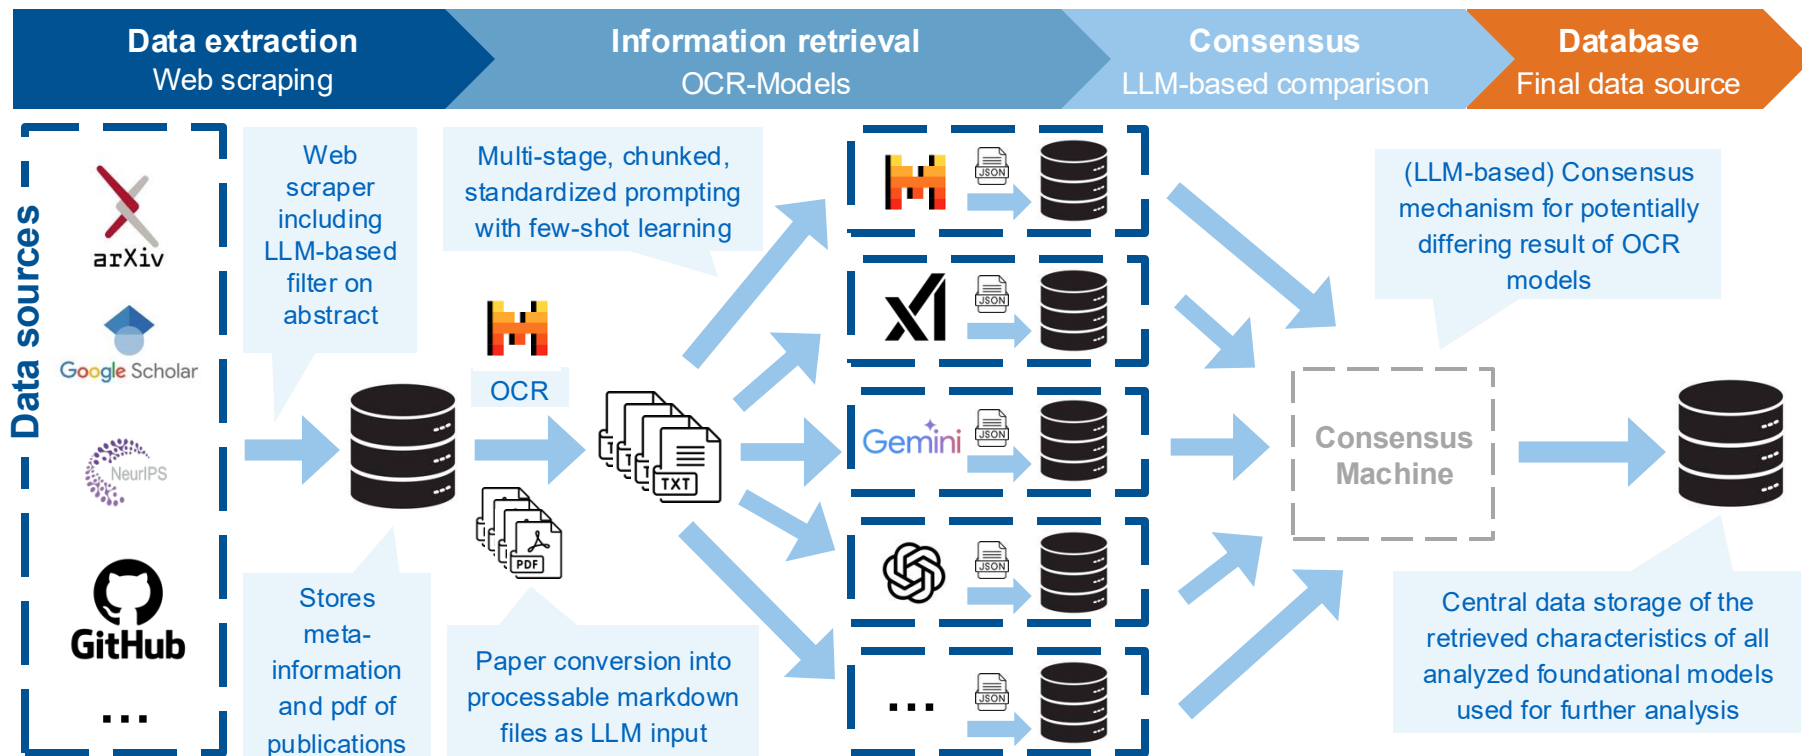 Data extraction
Web scraping
Information retrieval
OCR-Models
Consensus
LLM-based comparison
Database
Final data source
Data sources
arXiv
Google Scholar
NeurIPS
GitHub
...
Web
scraper
including
LLM-based
filter on
abstract
Stores
meta-
information
and pdf of
publications
Multi-stage, chunked,
standardized prompting
with few-shot learning
OCR
PDF
TXT
Paper conversion into
processable markdown
files as LLM input
JSON
xI
JSON
Gemini
JSON
JSON
...
JSON
(LLM-based) Consensus
mechanism for potentially
differing result of OCR
models
Consensus
Machine
Central data storage of the
retrieved characteristics of all
analyzed foundational models
used for further analysis